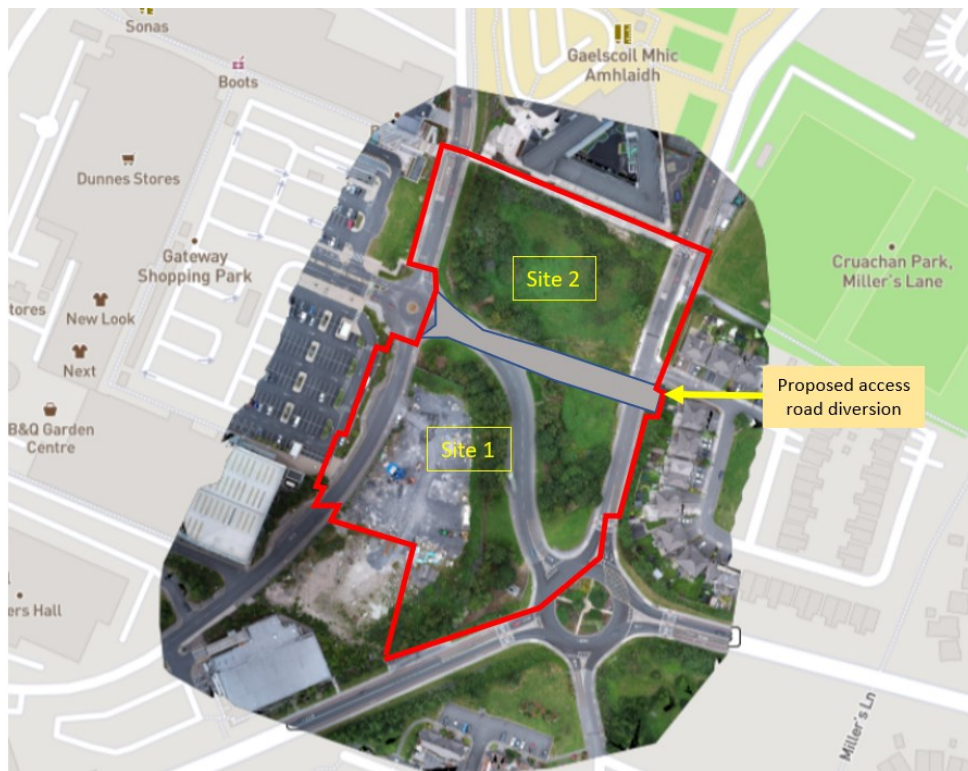 Sonas
Boots
Gaelscoil Mhic
Amhlaidh
Dunnes Stores
Gateway
Shopping Park
New Look
tores
Next
B&Q Garden
Centre
Site 2
Cruachan Park,
Miller's Lane
Proposed access
road diversion
Site 1
ers Hall
Miller's Ln